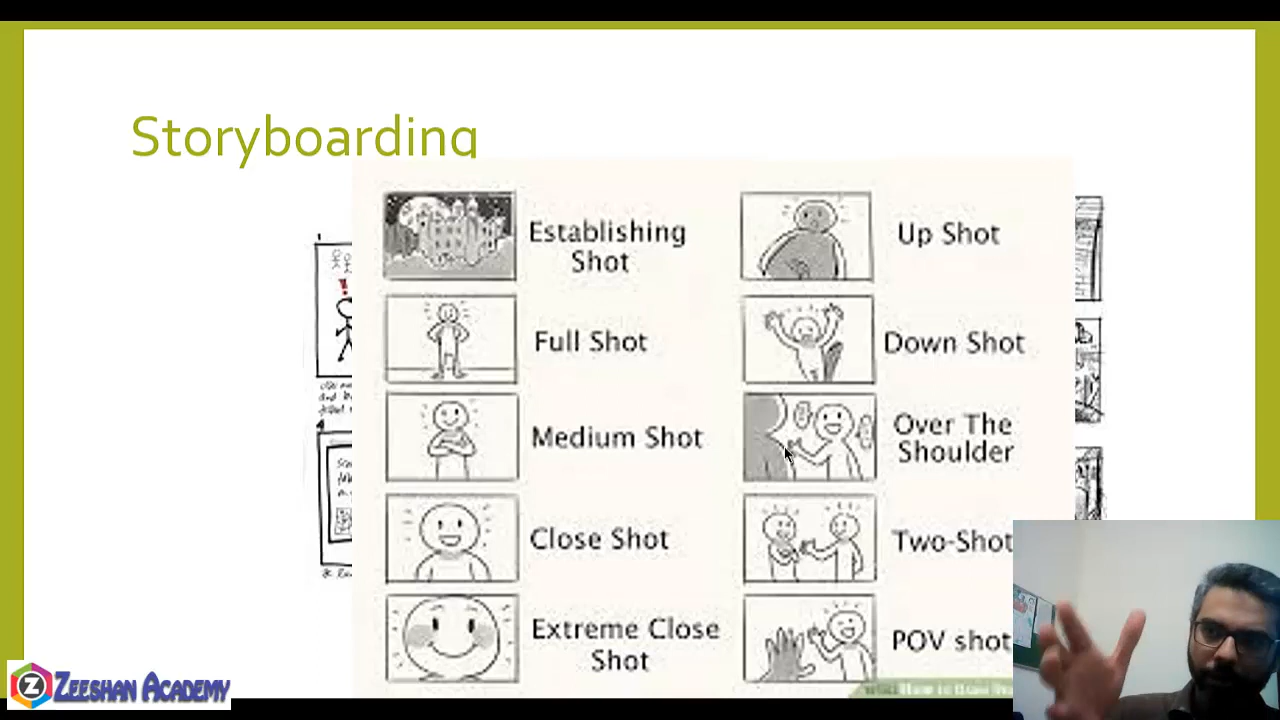 Storyboarding
Establishing
Shot
Full Shot
Medium Shot
Close Shot
Extreme Close
Shot
Up Shot
Down Shot
Over The
Shoulder
Two-Shot
POV shot
ZEESHAN ACADEMY